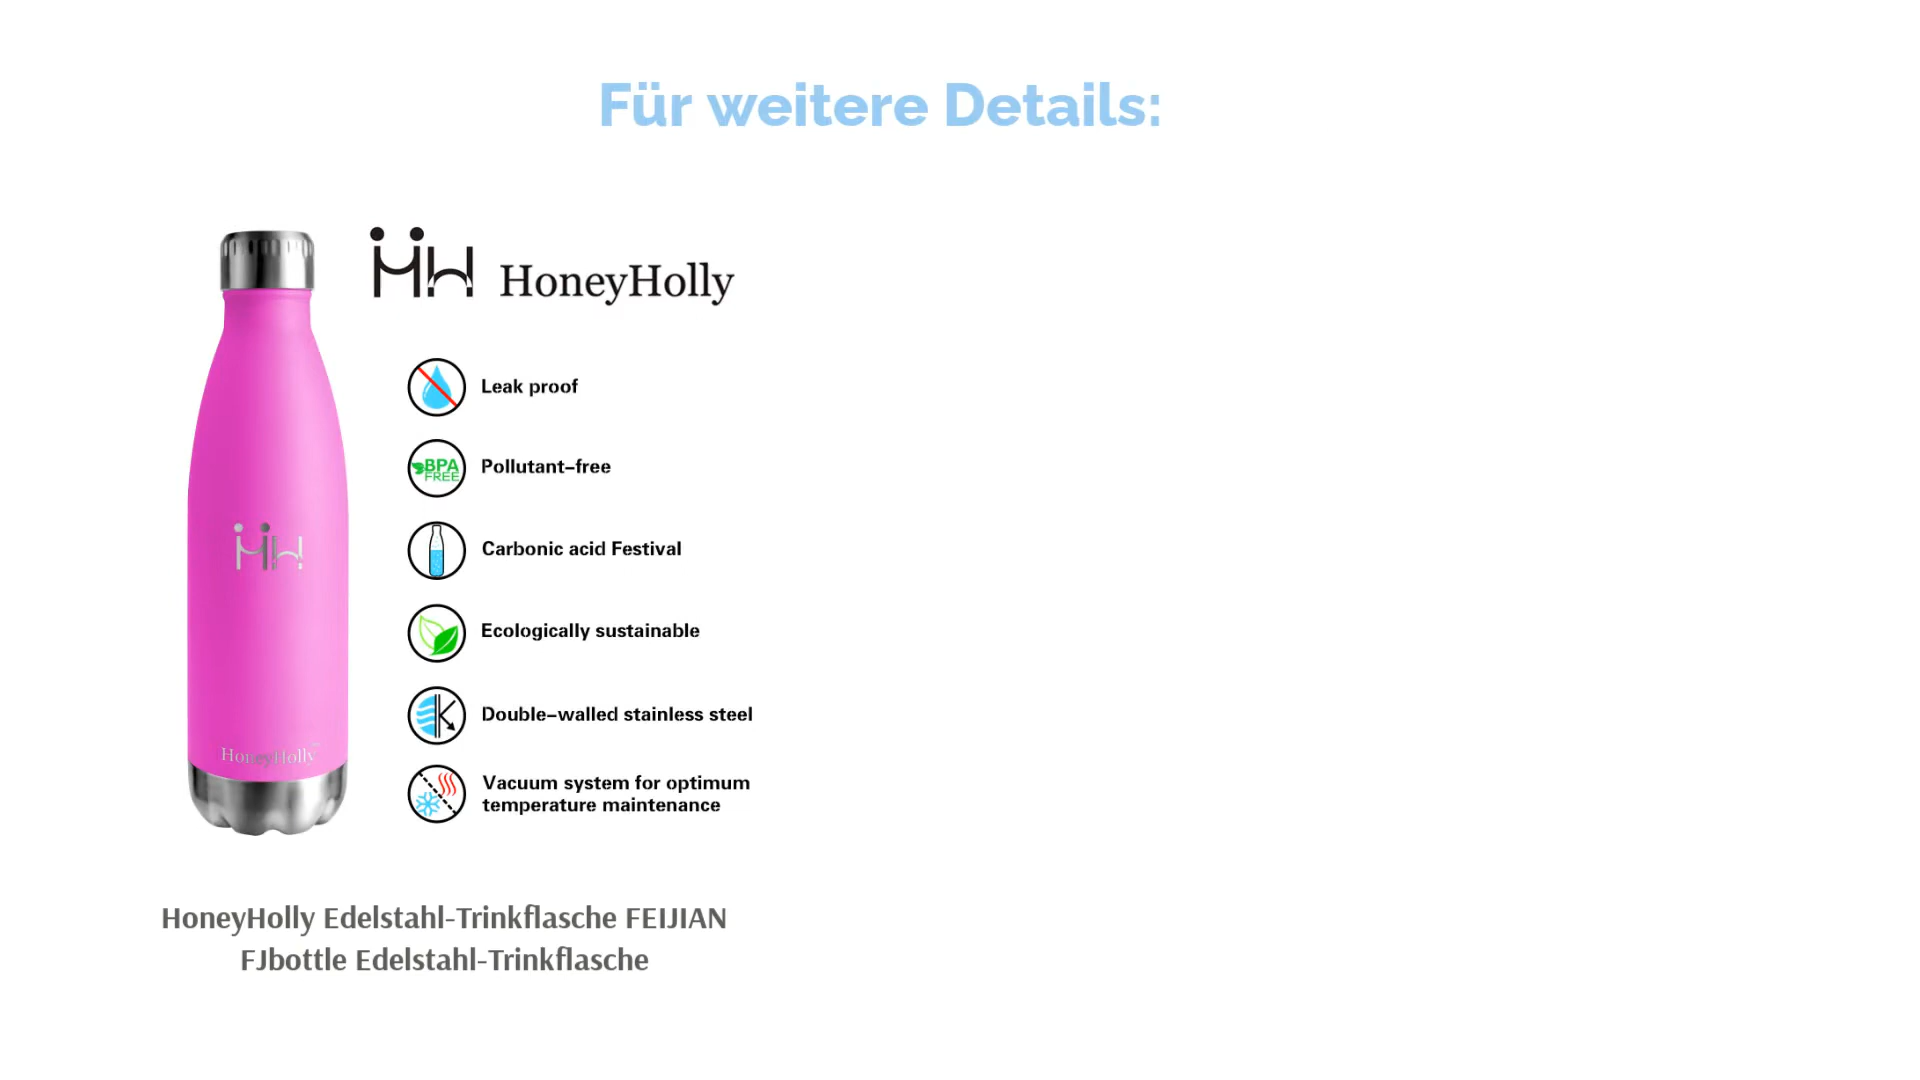 Für weitere Details:
HoneyHolly
Leak proof
BPA
FREE
Pollutant-free
Carbonic acid Festival
Ecologically sustainable
Double-walled stainless steel
Vacuum system for optimum
temperature maintenance
HoneyHolly
HoneyHolly Edelstahl-Trinkflasche FEIJIAN
FJbottle Edelstahl-Trinkflasche